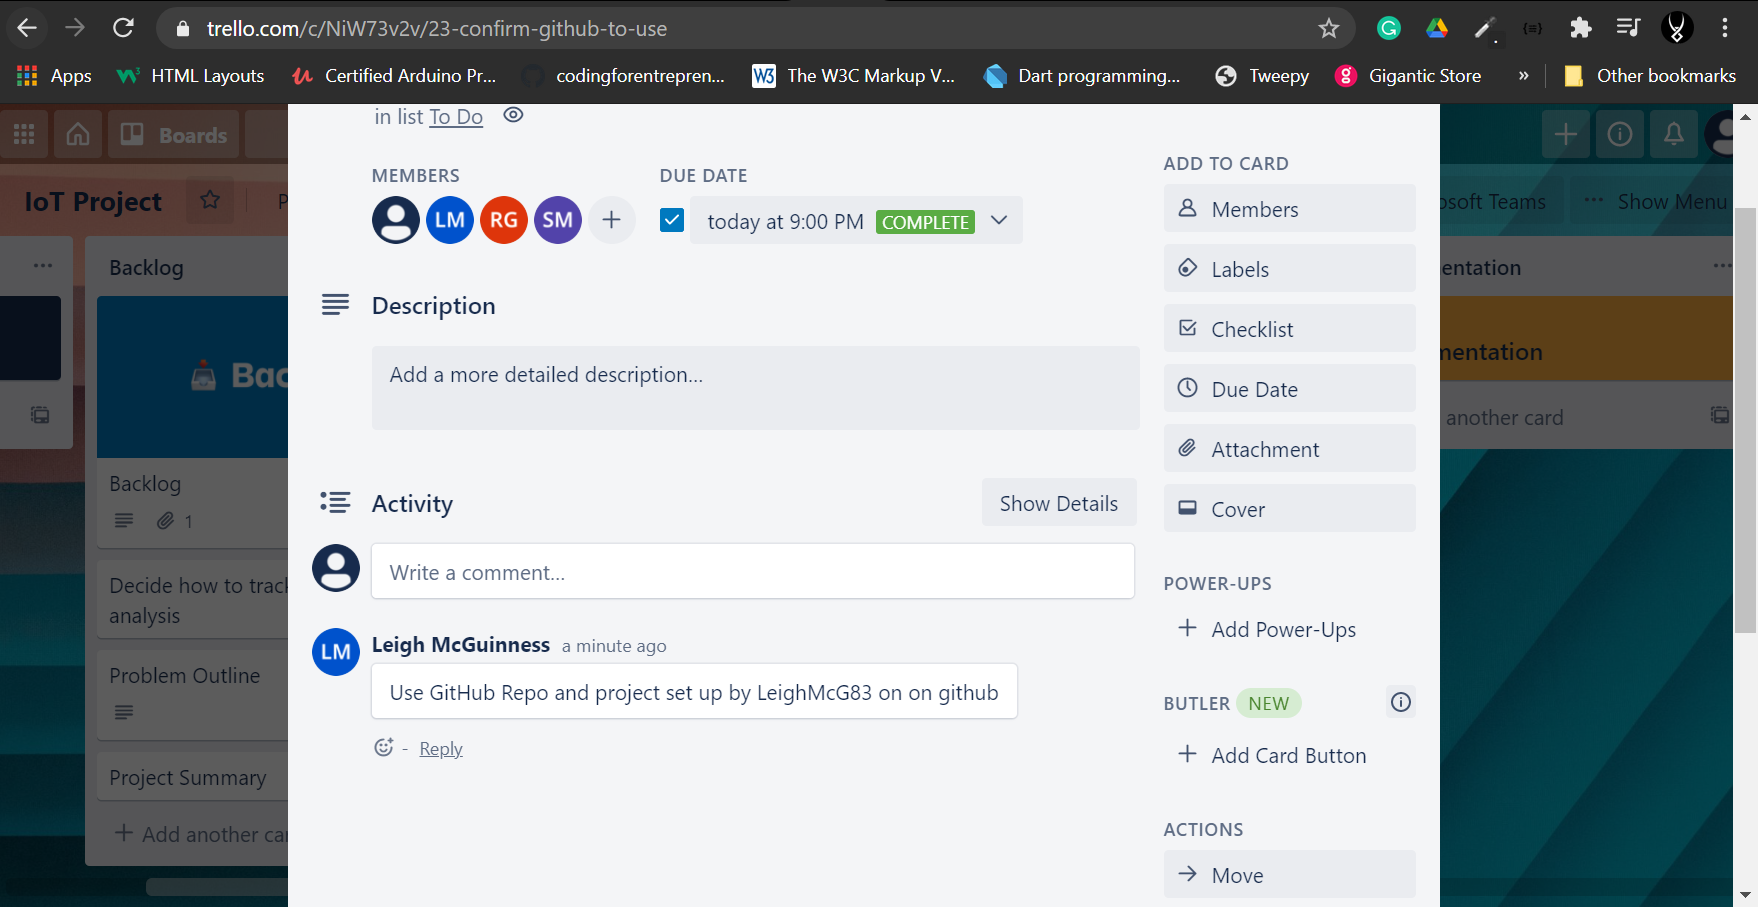 trello.com/c/NiW73v2v/23-confirm-github-to-use
Apps
HTML Layouts
Certified Arduino Pr...
codingforentrepren...
The W3C Markup V...
Dart programming...
Tweepy
Gigantic Store
»
Other bookmarks
in list To Do
Boards
ADD TO CARD
MEMBERS
DUE DATE
IoT Project
LM
RG
SM
today at 9:00 PM
COMPLETE
Members
osoft Teams
Show Menu
Backlog
Labels
entation
Description
Checklist
mentation
Bac
Add a more detailed description...
Due Date
another card
Attachment
Backlog
1
Activity
Show Details
Cover
Write a comment...
Decide how to track
analysis
POWER-UPS
Add Power-Ups
LM
Leigh McGuinness a minute ago
Use GitHub Repo and project set up by LeighMcG83 on on github
Problem Outline
BUTLER NEW
- Reply
Add Card Button
Project Summary
Add another car
ACTIONS
Move